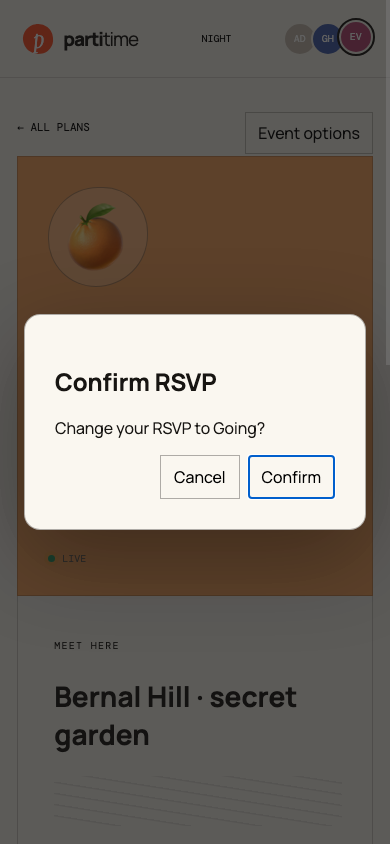 p partitime
NIGHT
AD
GH
EV
← ALL PLANS
Event options
Confirm RSVP
Change your RSVP to Going?
Cancel
Confirm
LIVE
MEET HERE
Bernal Hill · secret
garden